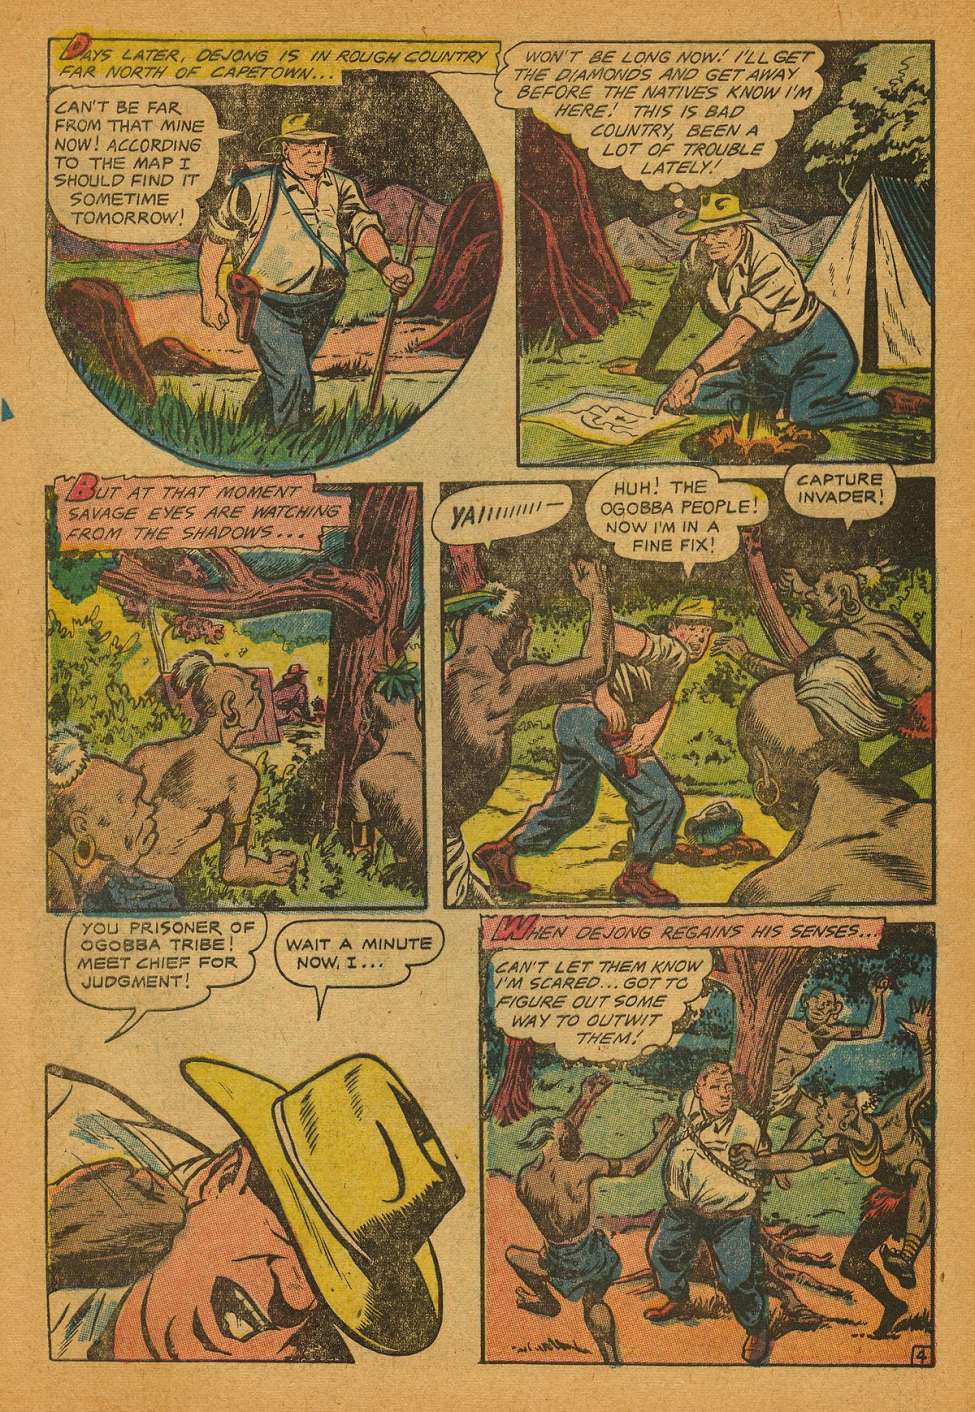 DAYS LATER, DEJONG IS IN ROUGH COUNTRY
FAR NORTH OF CAPETOWN...
CAN'T BE FAR
FROM THAT MINE
NOW! ACCORDING
TO THE MAP I
SHOULD FIND IT
SOMETIME
TOMORROW!
WON'T BE LONG NOW! I'LL GET
THE DIAMONDS AND GET AWAY
BEFORE THE NATIVES KNOW I'M
HERE! THIS IS BAD
COUNTRY, BEEN A
LOT OF TROUBLE
LATELY!
BUT AT THAT MOMENT
SAVAGE EYES ARE WATCHING
FROM THE SHADOWS...
YAIIIIIIIII—
HUH! THE
OGOBBA PEOPLE!
NOW I'M IN A
FINE FIX!
CAPTURE
INVADER!
YOU PRISONER OF
OGOBBA TRIBE!
MEET CHIEF FOR
JUDGMENT!
WAIT A MINUTE
NOW, I...
WHEN DEJONG REGAINS HIS SENSES...
CAN'T LET THEM KNOW
I'M SCARED... GOT TO
FIGURE OUT SOME
WAY TO OUTWIT
THEM!
4